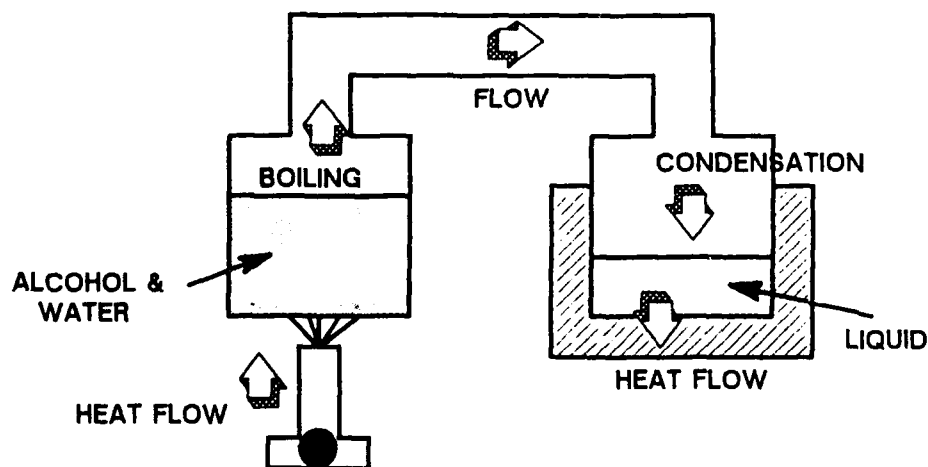 FLOW
BOILING
CONDENSATION
ALCOHOL &
WATER
LIQUID
HEAT FLOW
HEAT FLOW